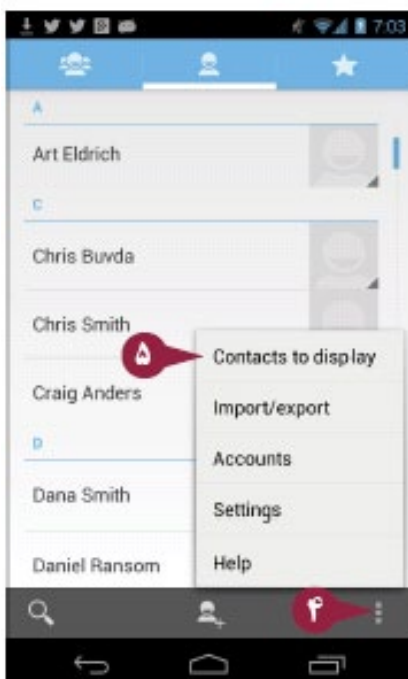 7:03
A
Art Eldrich
C
Chris Buvda
Chris Smith
۵ Contacts to display
Craig Anders
Import/export
D
Accounts
Dana Smith
Settings
Daniel Ransom
Help
۴